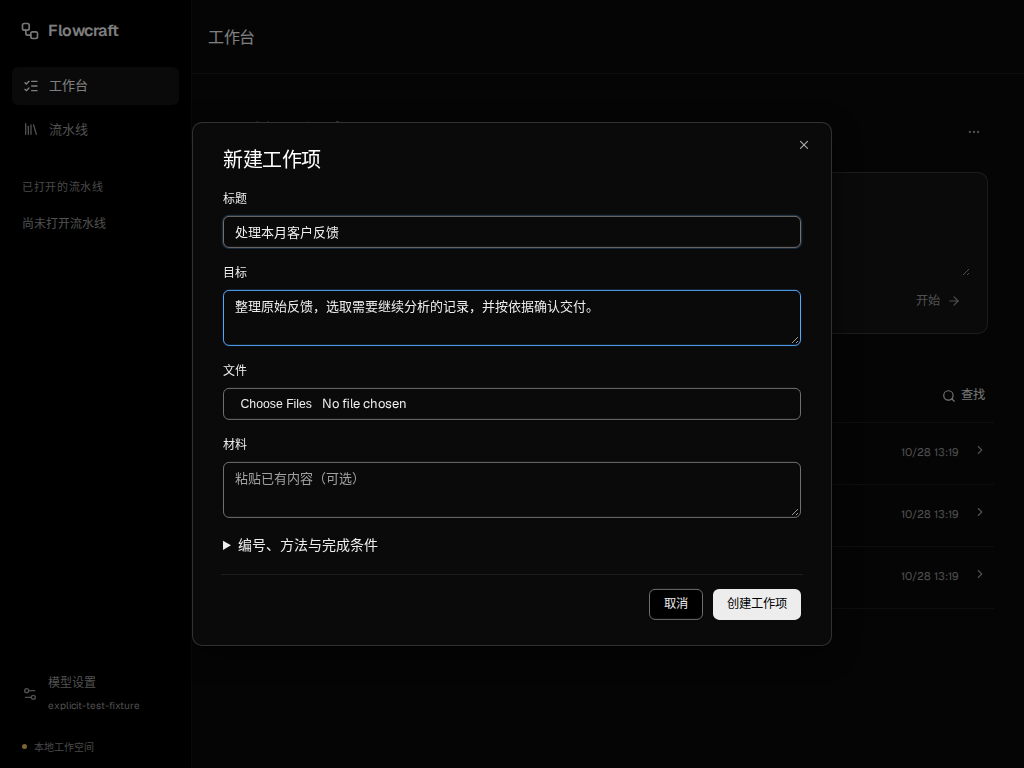 Flowcraft
工作台
流水线
已打开的流水线
尚未打开流水线
模型设置
explicit-test-fixture
本地工作空间
工作台
新建工作项
标题
处理本月客户反馈
目标
整理原始反馈，选取需要继续分析的记录，并按依据确认交付。
文件
Choose Files No file chosen
材料
粘贴已有内容（可选）
编号、方法与完成条件
取消 创建工作项
开始
查找
10/28 13:19
10/28 13:19
10/28 13:19